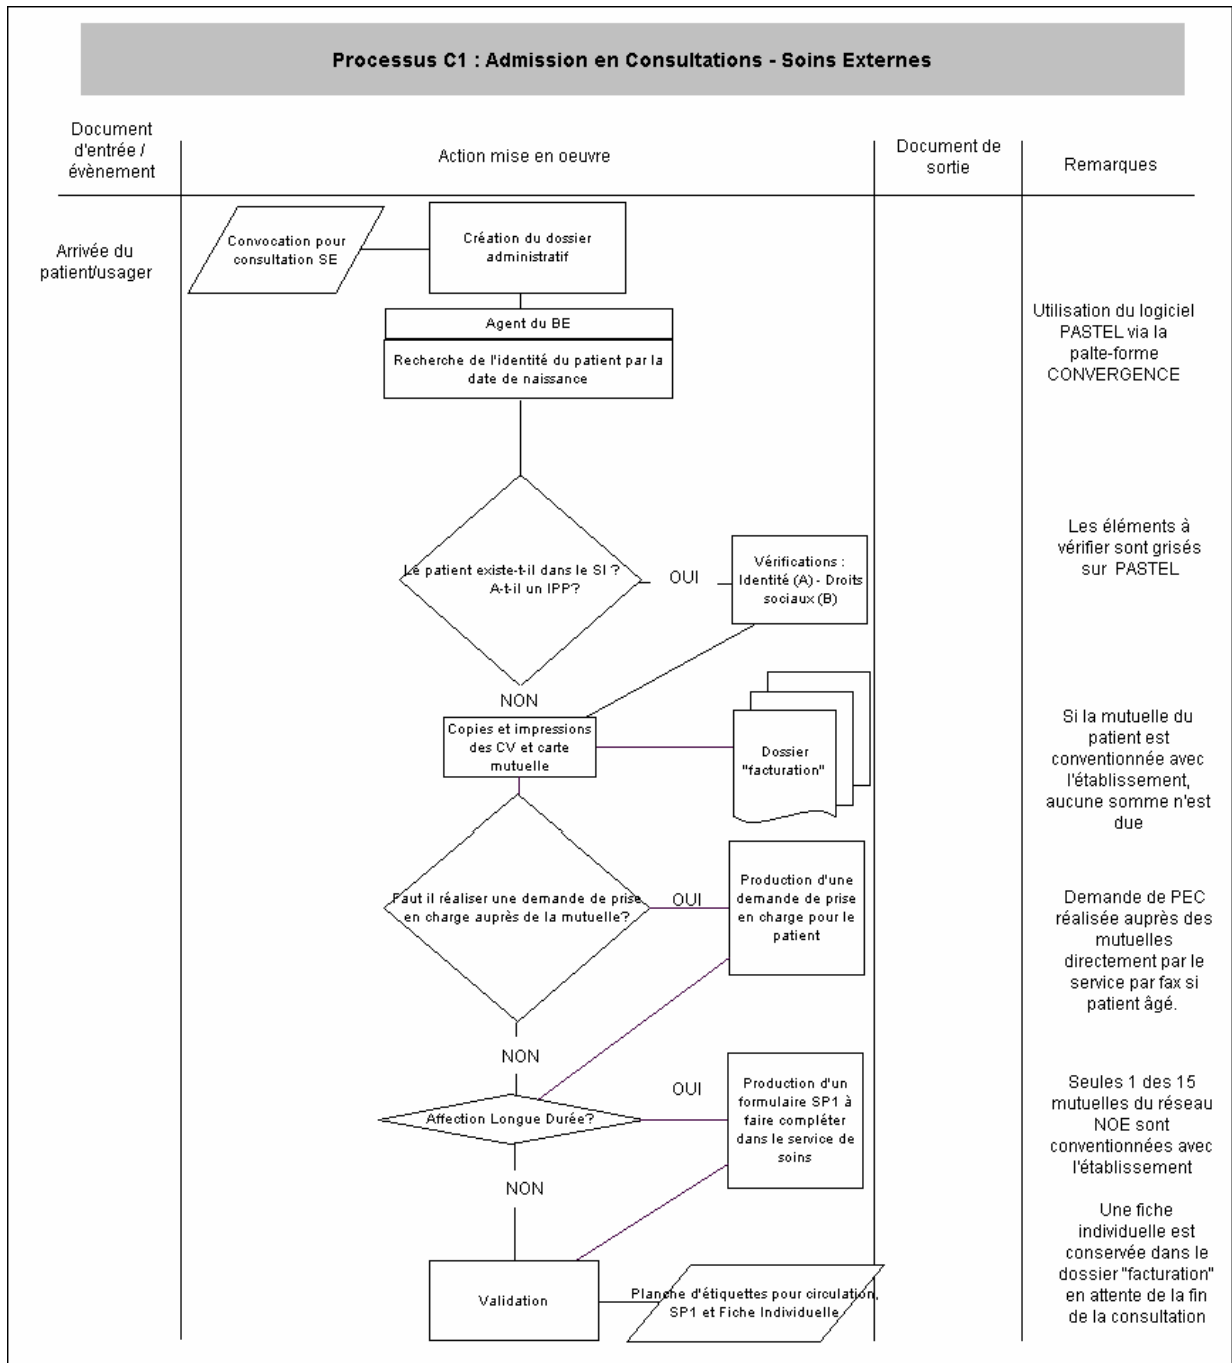 Processus C1 : Admission en Consultations - Soins Externes
Document
d'entrée /
évènement
Action mise en oeuvre
Document de
sortie
Remarques
Arrivée du
patient/usager
Convocation pour
consultation SE
Création du dossier
administratif
Agent du BE
Recherche de l'identité du patient par la
date de naissance
Utilisation du logiciel
PASTEL via la
palte-forme
CONVERGENCE
Le patient existe-t-il dans le SI ?
A-t-il un IPP?
OUI
Vérifications :
Identité (A) - Droits
sociaux (B)
Les éléments à
vérifier sont grisés
sur PASTEL
NON
Copies et impressions
des CV et carte
mutuelle
Dossier
"facturation"
Si la mutuelle du
patient est
conventionnée avec
l'établissement,
aucune somme n'est
due
Faut il réaliser une demande de prise
en charge auprès de la mutuelle?
OUI
Production d'une
demande de prise
en charge pour le
patient
Demande de PEC
réalisée auprès des
mutuelles
directement par le
service par fax si
patient âgé.
NON
Affection Longue Durée?
OUI
Production d'un
formulaire SP1 à
faire compléter
dans le service de
soins
Seules 1 des 15
mutuelles du réseau
NOE sont
conventionnées avec
l'établissement
NON
Validation
Planche d'étiquettes pour circulation,
SP1 et Fiche Individuelle
Une fiche
individuelle est
conservée dans le
dossier "facturation"
en attente de la fin
de la consultation